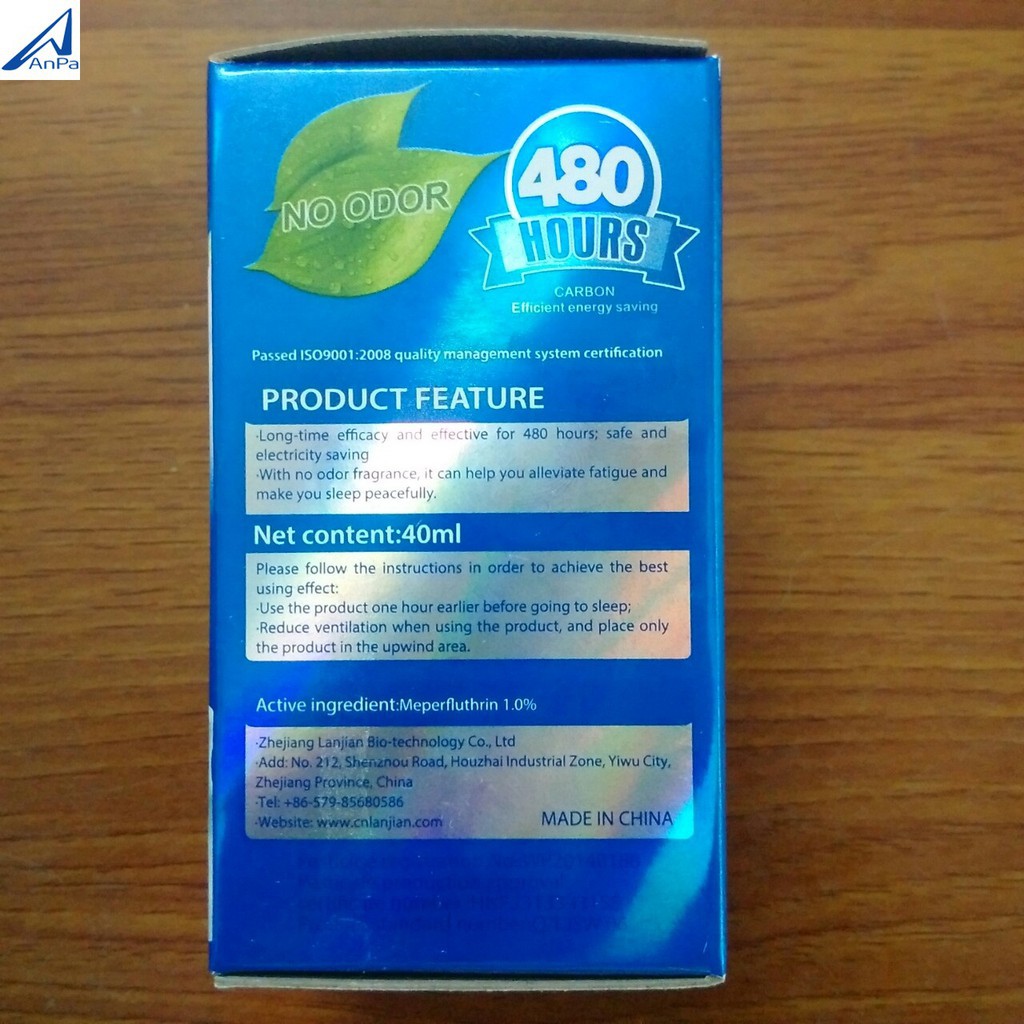 AnPa
NO ODOR
480
HOURS
CARBON
Efficient energy saving
Passed ISO9001:2008 quality management system certification
PRODUCT FEATURE
·Long-time efficacy and effective for 480 hours; safe and
electricity saving
·With no odor fragrance, it can help you alleviate fatigue and
make you sleep peacefully.
Net content:40ml
Please follow the instructions in order to achieve the best
using effect:
·Use the product one hour earlier before going to sleep;
·Reduce ventilation when using the product, and place only
the product in the upwind area.
Active ingredient:Meperfluthrin 1.0%
·Zhejiang Lanjian Bio-technology Co., Ltd
·Add: No. 212, Shenzhou Road, Houzhai Industrial Zone, Yiwu City,
Zhejiang Province, China
·Tel: +86-579-85680586
·Website: www.cnlanjian.com
MADE IN CHINA